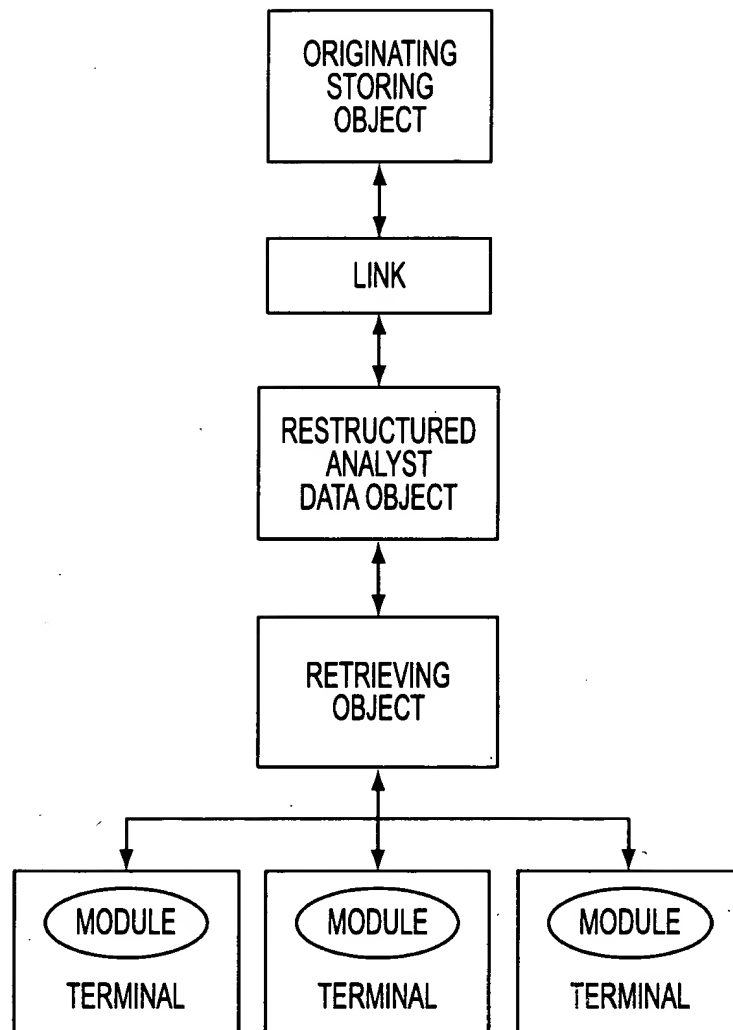 ORIGINATING
STORING
OBJECT
LINK
RESTRUCTURED
ANALYST
DATA OBJECT
RETRIEVING
OBJECT
MODULE
TERMINAL
MODULE
TERMINAL
MODULE
TERMINAL